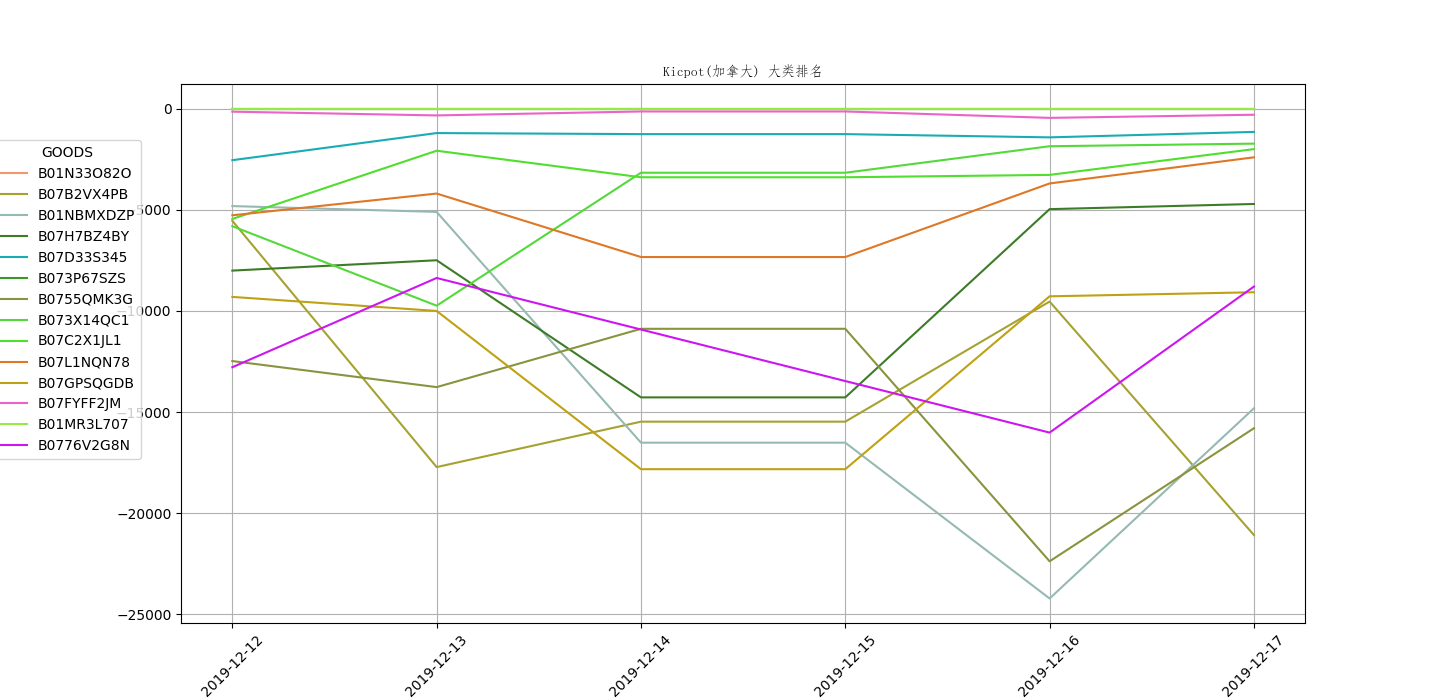 Kicpot(加拿大) 大类排名
0
−5000
−10000
−15000
−20000
−25000
GOODS
B01N33O82O
B07B2VX4PB
B01NBMXDZP
B07H7BZ4BY
B07D33S345
B073P67SZS
B0755QMK3G
B073X14QC1
B07C2X1JL1
B07L1NQN78
B07GPSQGDB
B07FYFF2JM
B01MR3L707
B0776V2G8N
2019-12-12
2019-12-13
2019-12-14
2019-12-15
2019-12-16
2019-12-17